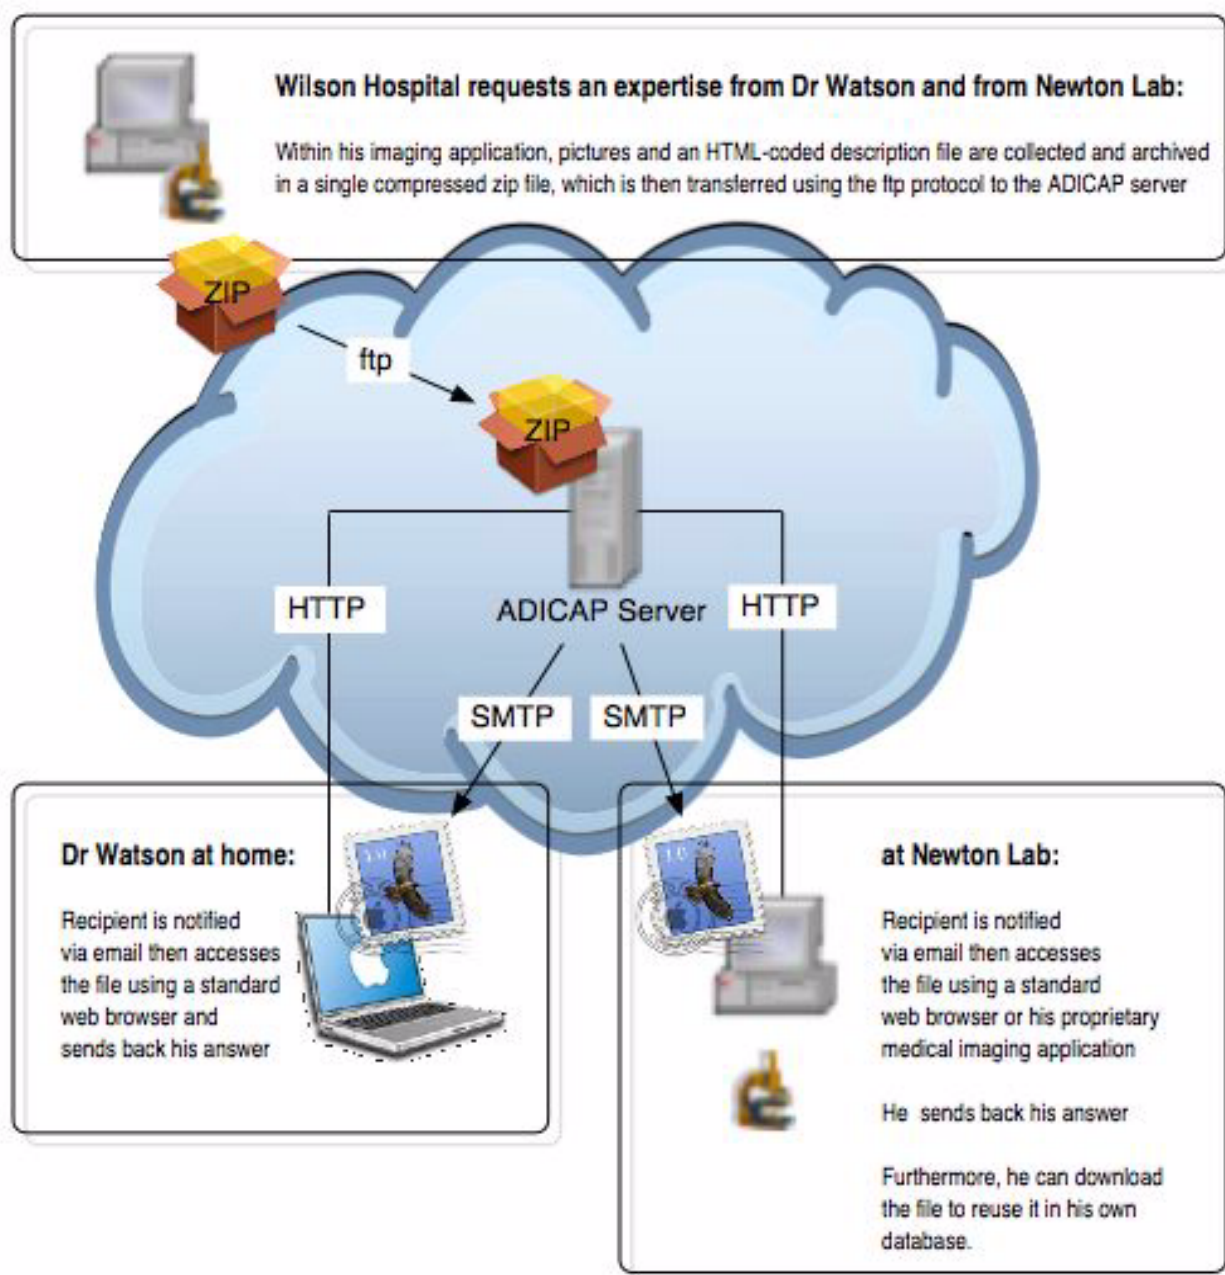 Wilson Hospital requests an expertise from Dr Watson and from Newton Lab:
Within his imaging application, pictures and an HTML-coded description file are collected and archived
in a single compressed zip file, which is then transferred using the ftp protocol to the ADICAP server
ZIP
ftp
ZIP
HTTP
ADICAP Server
HTTP
SMTP
SMTP
Dr Watson at home:
Recipient is notified
via email then accesses
the file using a standard
web browser and
sends back his answer
at Newton Lab:
Recipient is notified
via email then accesses
the file using a standard
web browser or his proprietary
medical imaging application
He sends back his answer
Furthermore, he can download
the file to reuse it in his own
database.